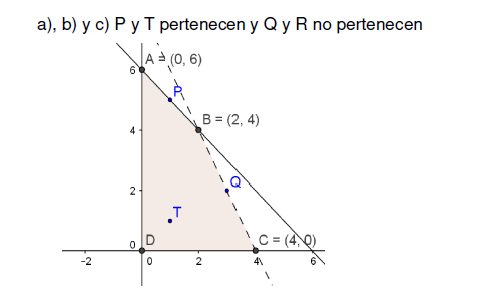 a), b) y c) P y T pertenecen y Q y R no pertenecen
A = (0, 6)
6
P
B = (2, 4)
4
Q
2
T
D
C = (4, 0)
0
-2
0
2
4
6